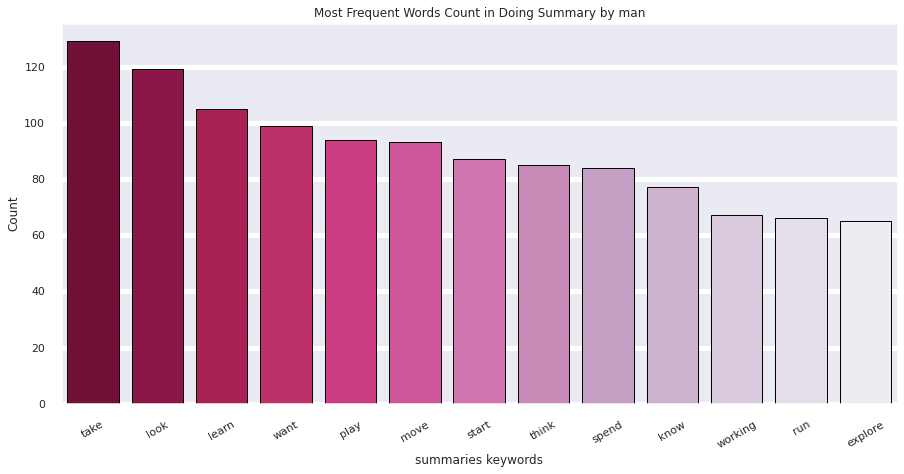 Most Frequent Words Count in Doing Summary by man
Count
120
100
80
60
40
20
0
take look learn want play move start think spend know working run explore
summaries keywords